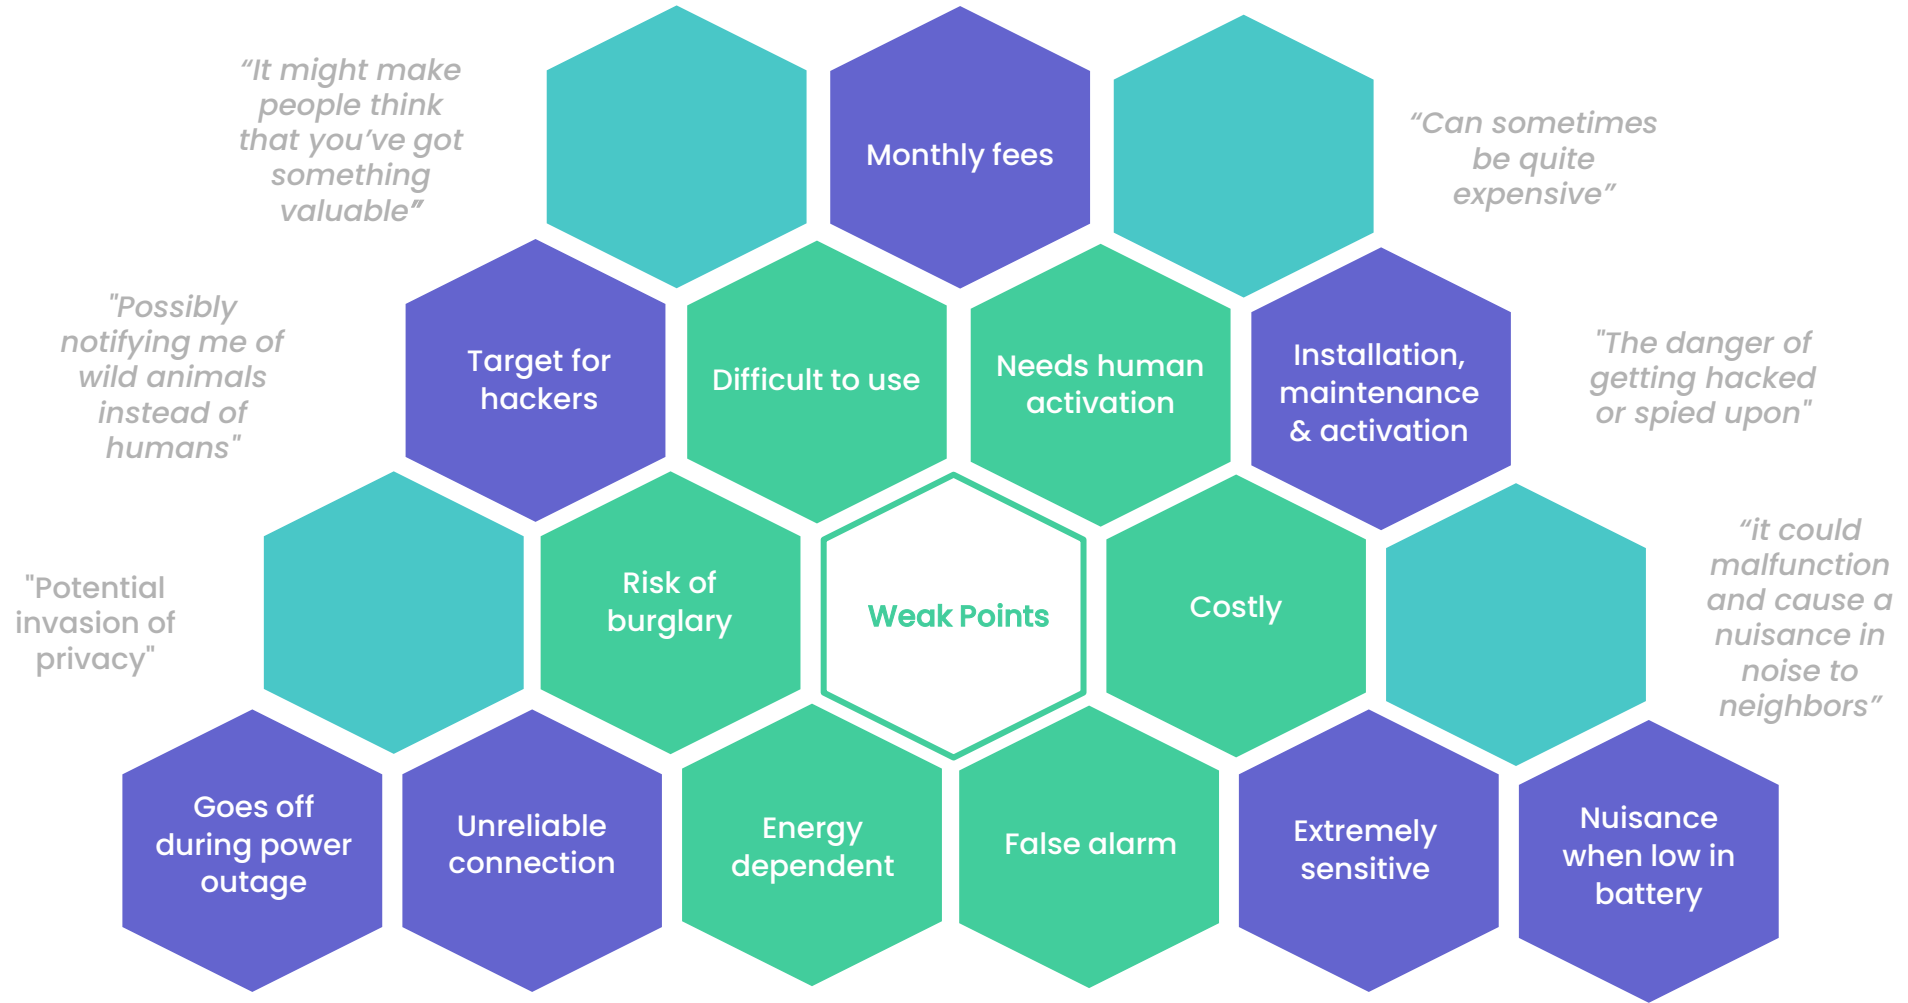 “It might make
people think
that you’ve got
something
valuable”
Monthly fees
“Can sometimes
be quite
expensive”
"Possibly
notifying me of
wild animals
instead of
humans"
Target for
hackers
Difficult to use
Needs human
activation
Installation,
maintenance
& activation
"The danger of
getting hacked
or spied upon"
"Potential
invasion of
privacy"
Risk of
burglary
Weak Points
Costly
“it could
malfunction
and cause a
nuisance in
noise to
neighbors”
Goes off
during power
outage
Unreliable
connection
Energy
dependent
False alarm
Extremely
sensitive
Nuisance
when low in
battery